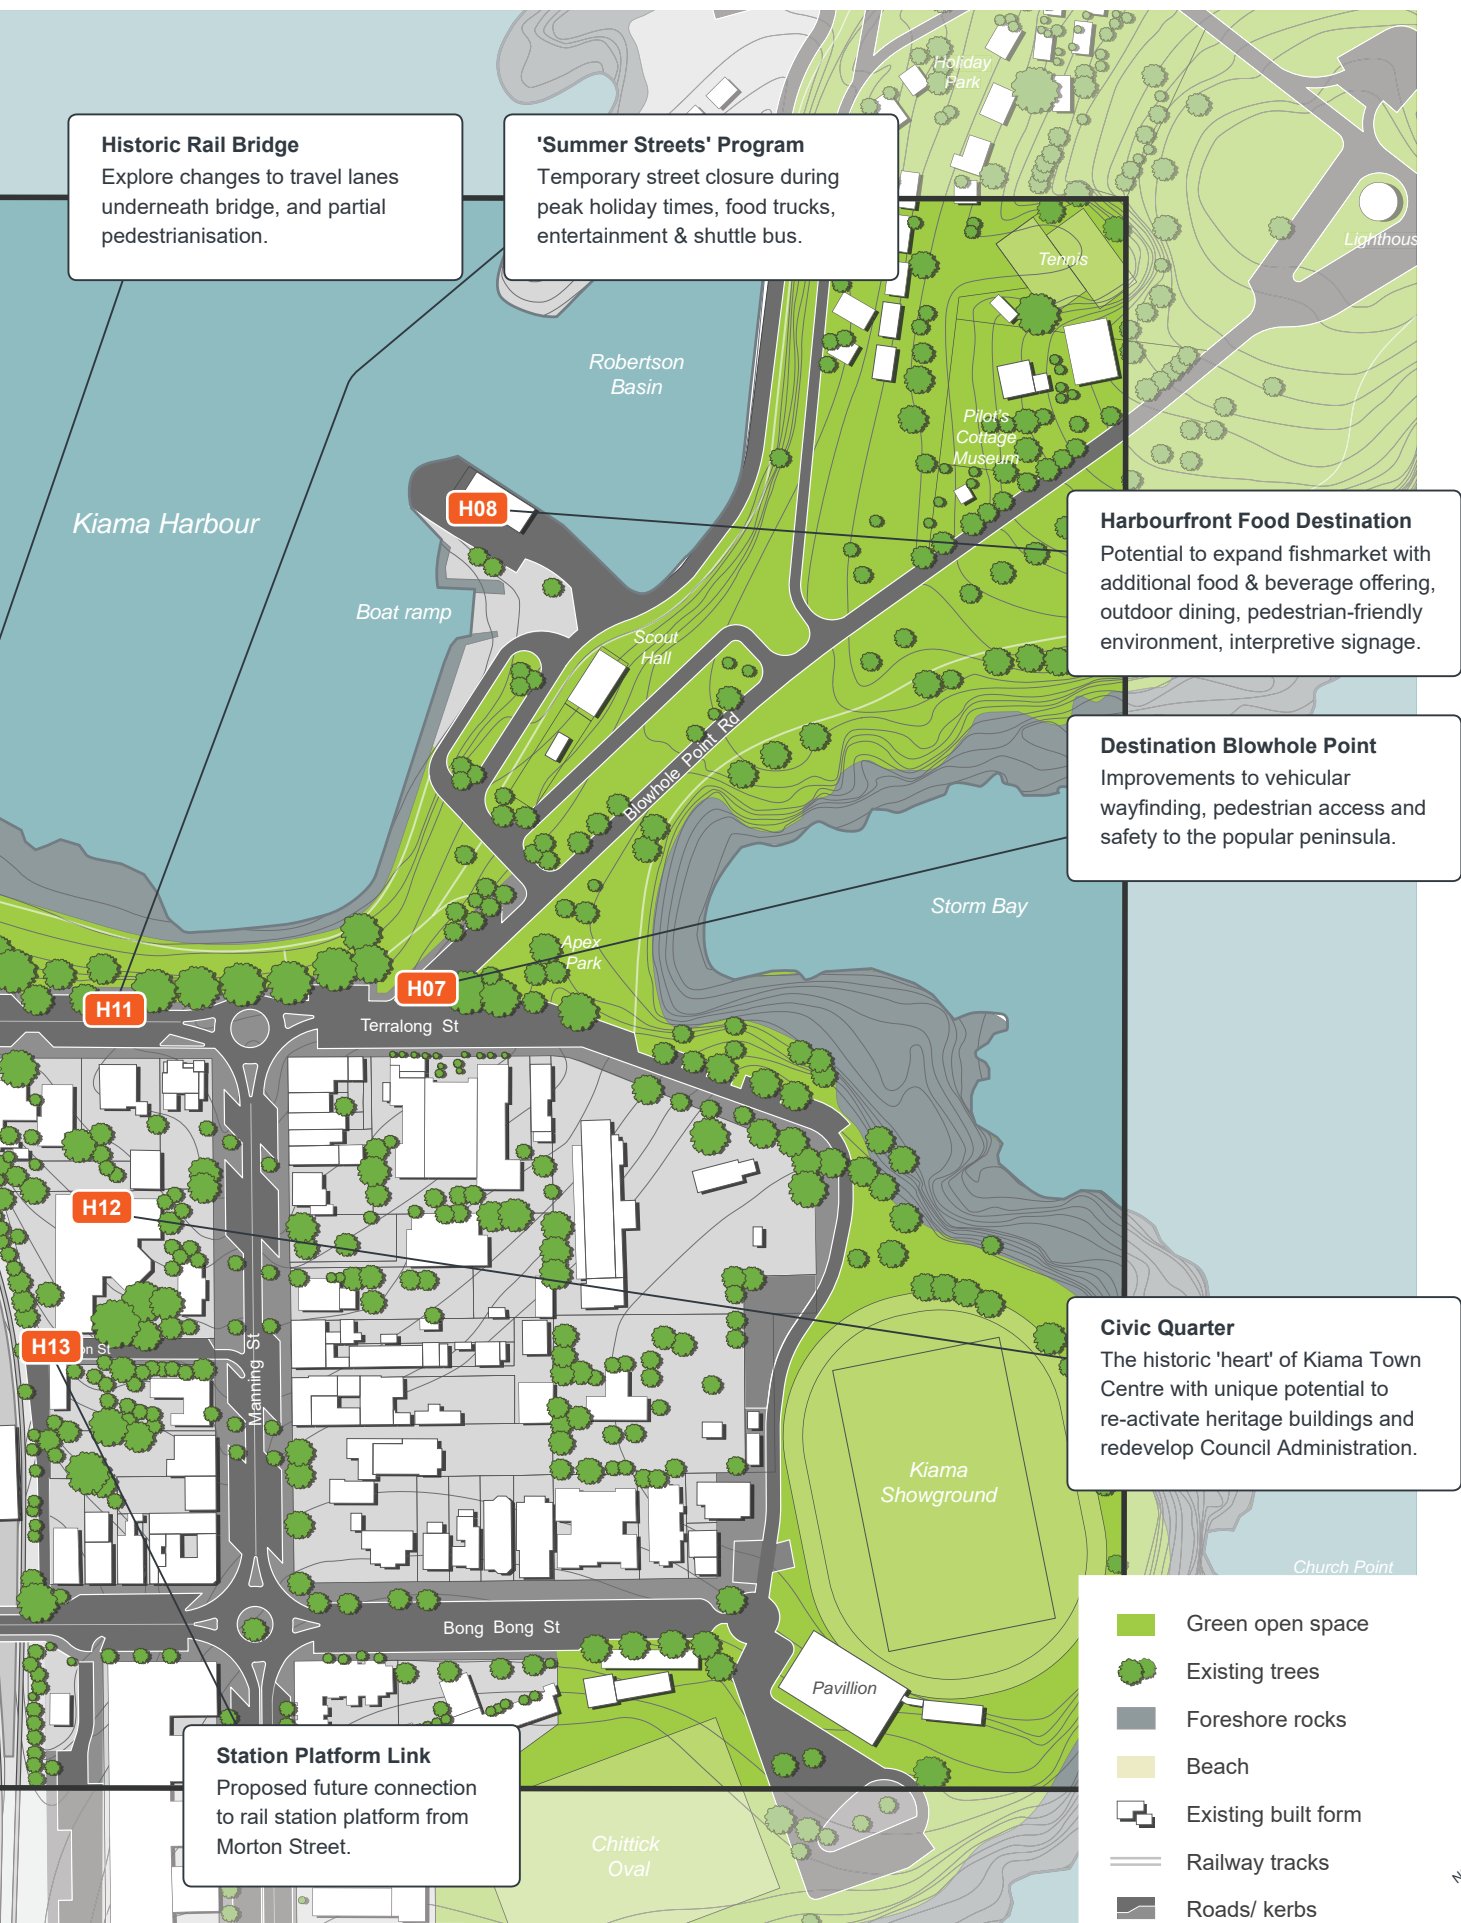 Holiday
Park
Historic Rail Bridge
Explore changes to travel lanes
underneath bridge, and partial
pedestrianisation.
'Summer Streets' Program
Temporary street closure during
peak holiday times, food trucks,
entertainment & shuttle bus.
Lighthous
Tennis
Robertson
Basin
Pilot's
Cottage
Museum
Kiama Harbour
H08
Harbourfront Food Destination
Potential to expand fishmarket with
additional food & beverage offering,
outdoor dining, pedestrian-friendly
environment, interpretive signage.
Boat ramp
Scout
Hall
Blowhole Point Rd
Destination Blowhole Point
Improvements to vehicular
wayfinding, pedestrian access and
safety to the popular peninsula.
Storm Bay
Apex
Park
H07
H11
Terralong St
H12
H13
on St
Manning St
Civic Quarter
The historic 'heart' of Kiama Town
Centre with unique potential to
re-activate heritage buildings and
redevelop Council Administration.
Kiama
Showground
Church Point
Bong Bong St
Pavillion
Station Platform Link
Proposed future connection
to rail station platform from
Morton Street.
Chittick
Oval
Green open space
Existing trees
Foreshore rocks
Beach
Existing built form
Railway tracks
Roads/ kerbs
N